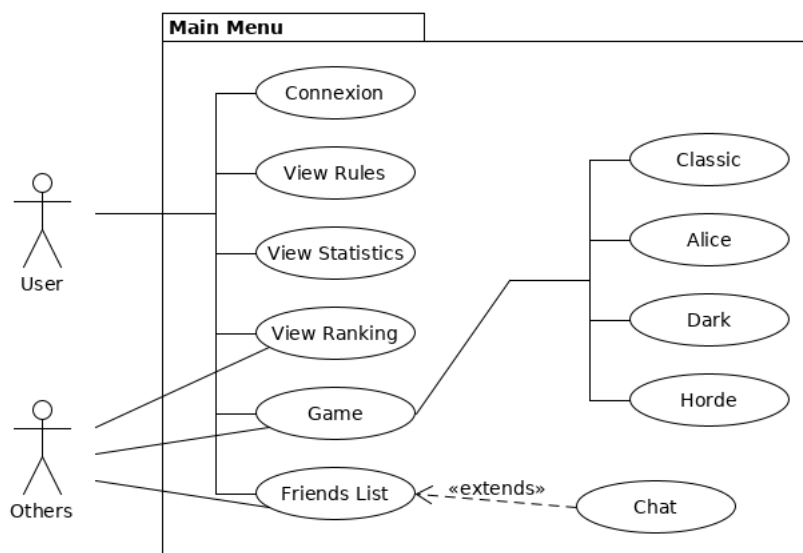 Main Menu
Connexion
View Rules
View Statistics
View Ranking
Game
Friends List
Classic
Alice
Dark
Horde
«extends»
Chat
User
Others